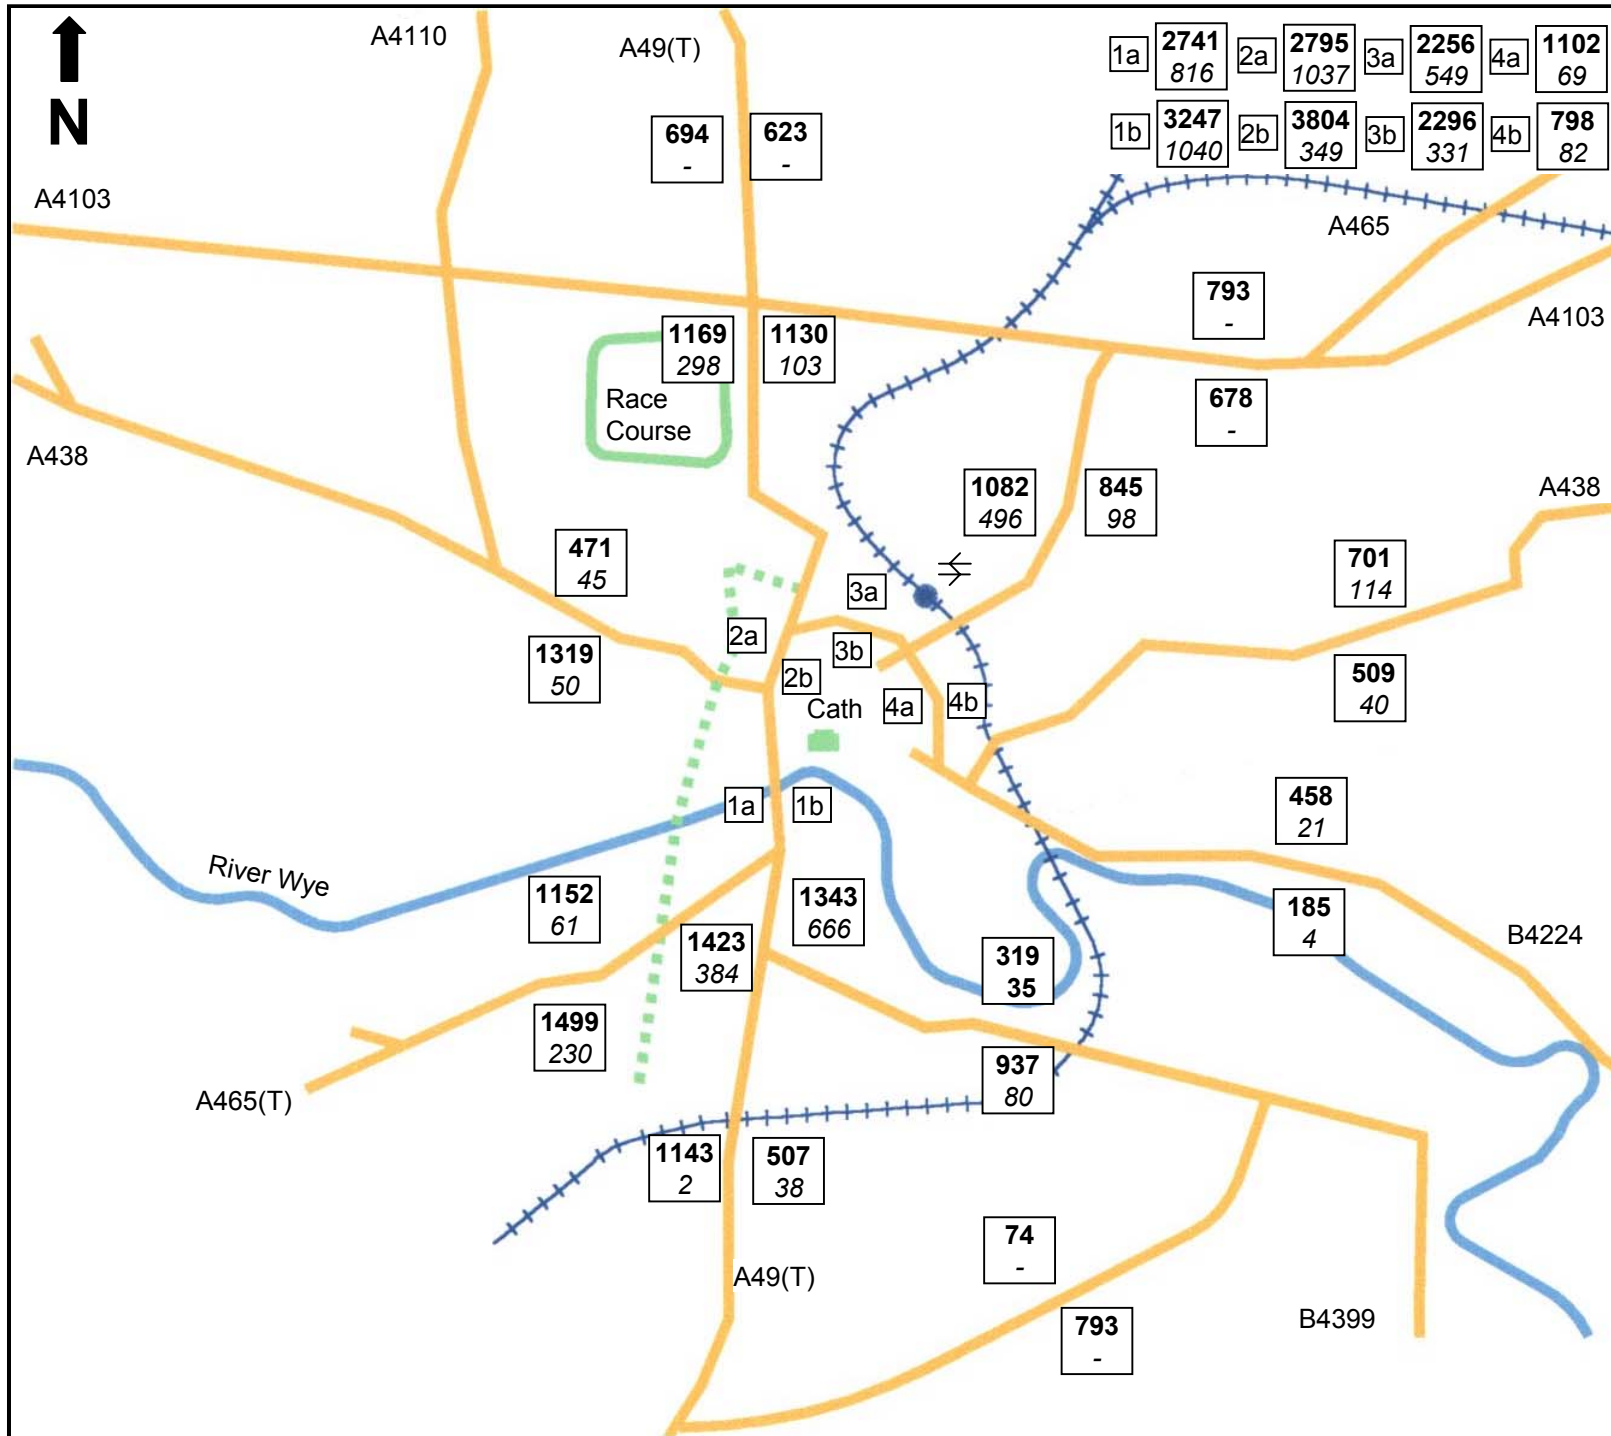 A4110
A49(T)
1a
2741
816
2a
2795
1037
3a
2256
549
4a
1102
69
N
694
-
623
-
1b
3247
1040
2b
3804
349
3b
2296
331
4b
798
82
A4103
A465
793
-
A4103
1169
298
1130
103
Race
Course
678
-
A438
1082
496
845
98
A438
471
45
701
114
3a
2a
3b
1319
50
2b
509
40
Cath
4a
4b
1a
1b
458
21
River Wye
1152
61
1343
666
1423
384
185
4
B4224
319
35
1499
230
937
80
A465(T)
1143
2
507
38
74
-
A49(T)
793
-
B4399